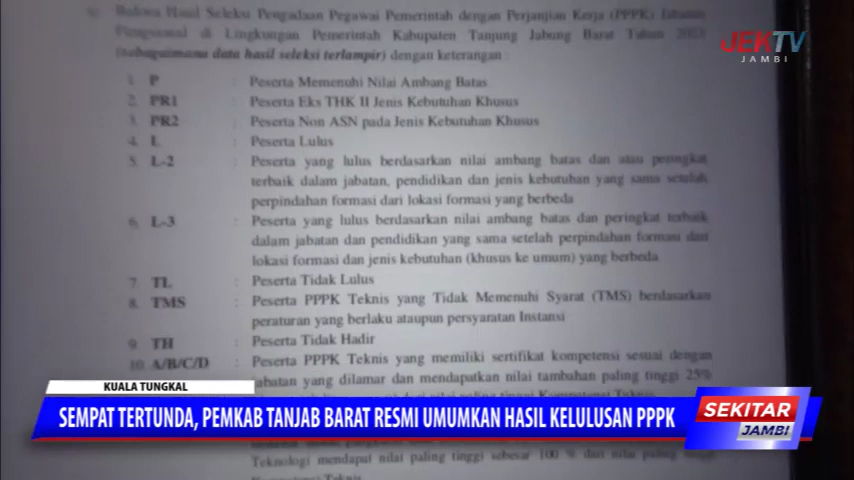 Bahwa Hasil Seleksi Pengadaan Pegawai Pemerintah dengan Perjanjian Kerja (PPPK) Jabatan
Fungsional di Lingkungan Pemerintah Kabupaten Tanjung Jabung Barat Tahun 2023
(sebagaimana data hasil seleksi terlampir) dengan keterangan :
1. P : Peserta Memenuhi Nilai Ambang Batas
2. PR1 : Peserta Eks THK II Jenis Kebutuhan Khusus
3. PR2 : Peserta Non ASN pada Jenis Kebutuhan Khusus
4. L : Peserta Lulus
5. L-2 : Peserta yang lulus berdasarkan nilai ambang batas dan atau peringkat
terbaik dalam jabatan, pendidikan dan jenis kebutuhan yang sama setelah
perpindahan formasi dari lokasi formasi yang berbeda
6. L-3 : Peserta yang lulus berdasarkan nilai ambang batas dan peringkat terbaik
dalam jabatan dan pendidikan yang sama setelah perpindahan formasi dari
lokasi formasi dan jenis kebutuhan (khusus ke umum) yang berbeda
7. TL : Peserta Tidak Lulus
8. TMS : Peserta PPPK Teknis yang Tidak Memenuhi Syarat (TMS) berdasarkan
peraturan yang berlaku ataupun persyaratan Instansi
9. TH : Peserta Tidak Hadir
10. A/B/C/D : Peserta PPPK Teknis yang memiliki sertifikat kompetensi sesuai dengan
jabatan yang dilamar dan mendapatkan nilai tambahan paling tinggi 25%
Teknologi mendapat nilai paling tinggi sebesar 100 % dari nilai paling
JEKTV
JAMBI
KUALA TUNGKAL
SEMPAT TERTUNDA, PEMKAB TANJAB BARAT RESMI UMUMKAN HASIL KELULUSAN PPPK
SEKITAR
JAMBI